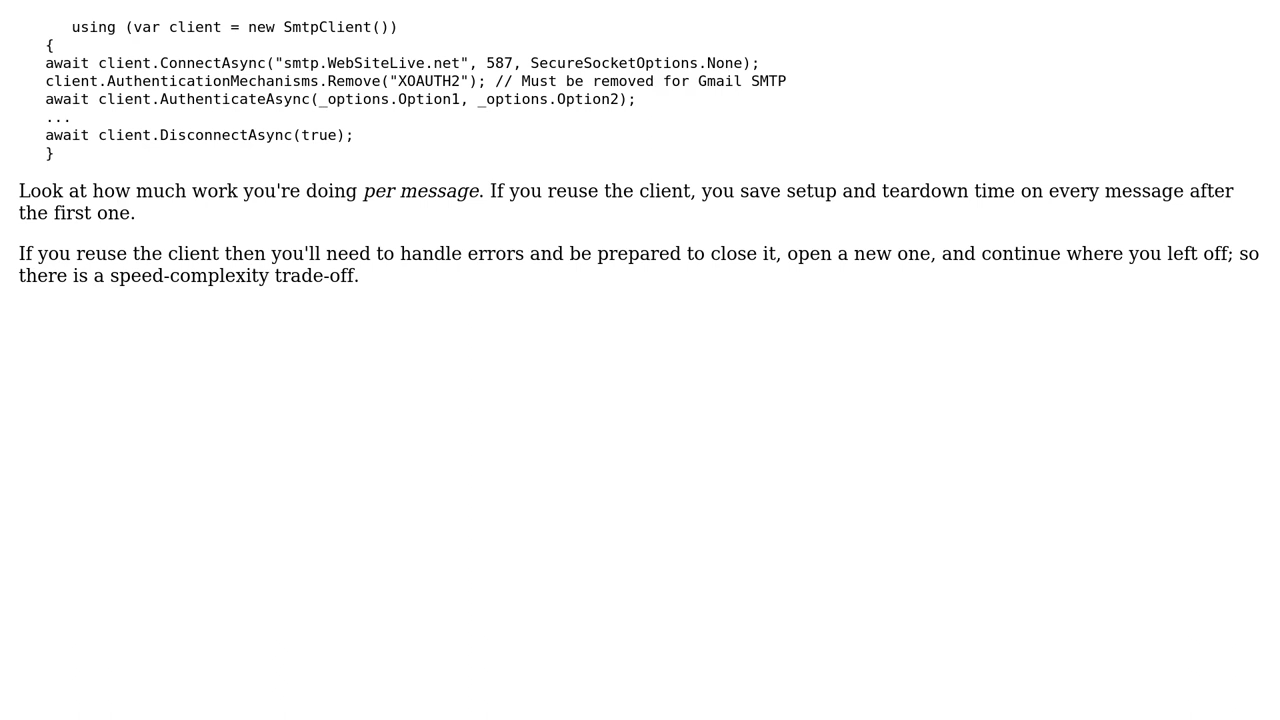 using (var client = new SmtpClient())
{
await client.ConnectAsync("smtp.WebSiteLive.net", 587, SecureSocketOptions.None);
client.AuthenticationMechanisms.Remove("XOAUTH2"); // Must be removed for Gmail SMTP
await client.AuthenticateAsync(_options.Option1, _options.Option2);
...
await client.DisconnectAsync(true);
}
Look at how much work you're doing per message. If you reuse the client, you save setup and teardown time on every message after
the first one.
If you reuse the client then you'll need to handle errors and be prepared to close it, open a new one, and continue where you left off; so
there is a speed-complexity trade-off.